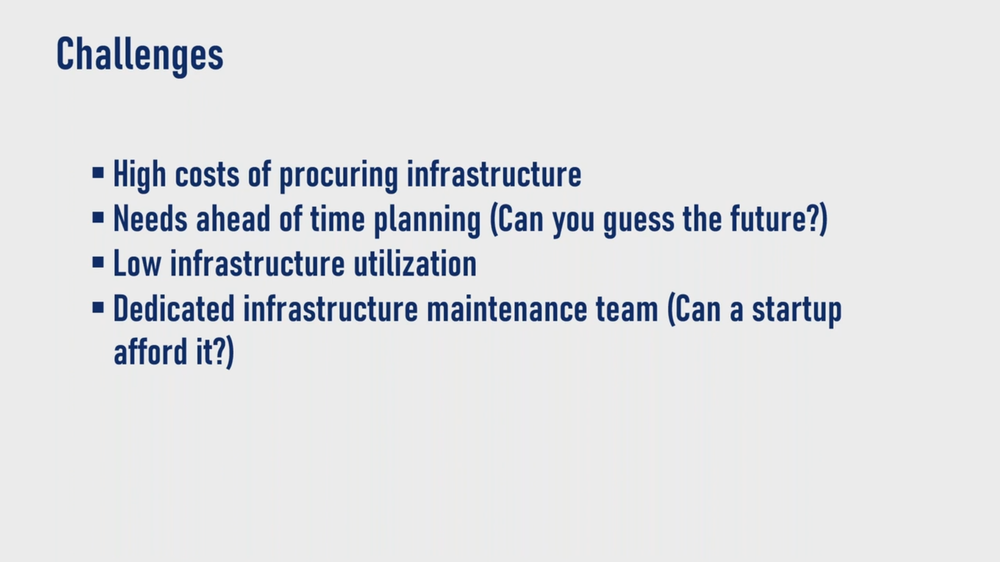 Challenges
▪ High costs of procuring infrastructure
▪ Needs ahead of time planning (Can you guess the future?)
▪ Low infrastructure utilization
▪ Dedicated infrastructure maintenance team (Can a startup
afford it?)